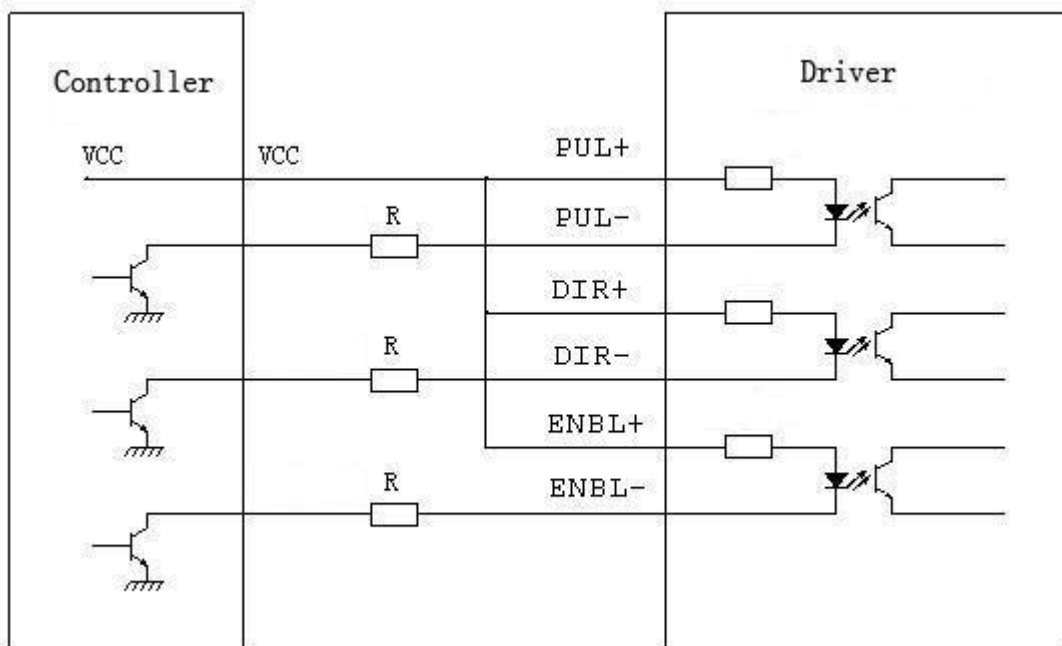 Controller
Driver
VCC
VCC
PUL+
R
PUL-
DIR+
R
DIR-
ENBL+
R
ENBL-